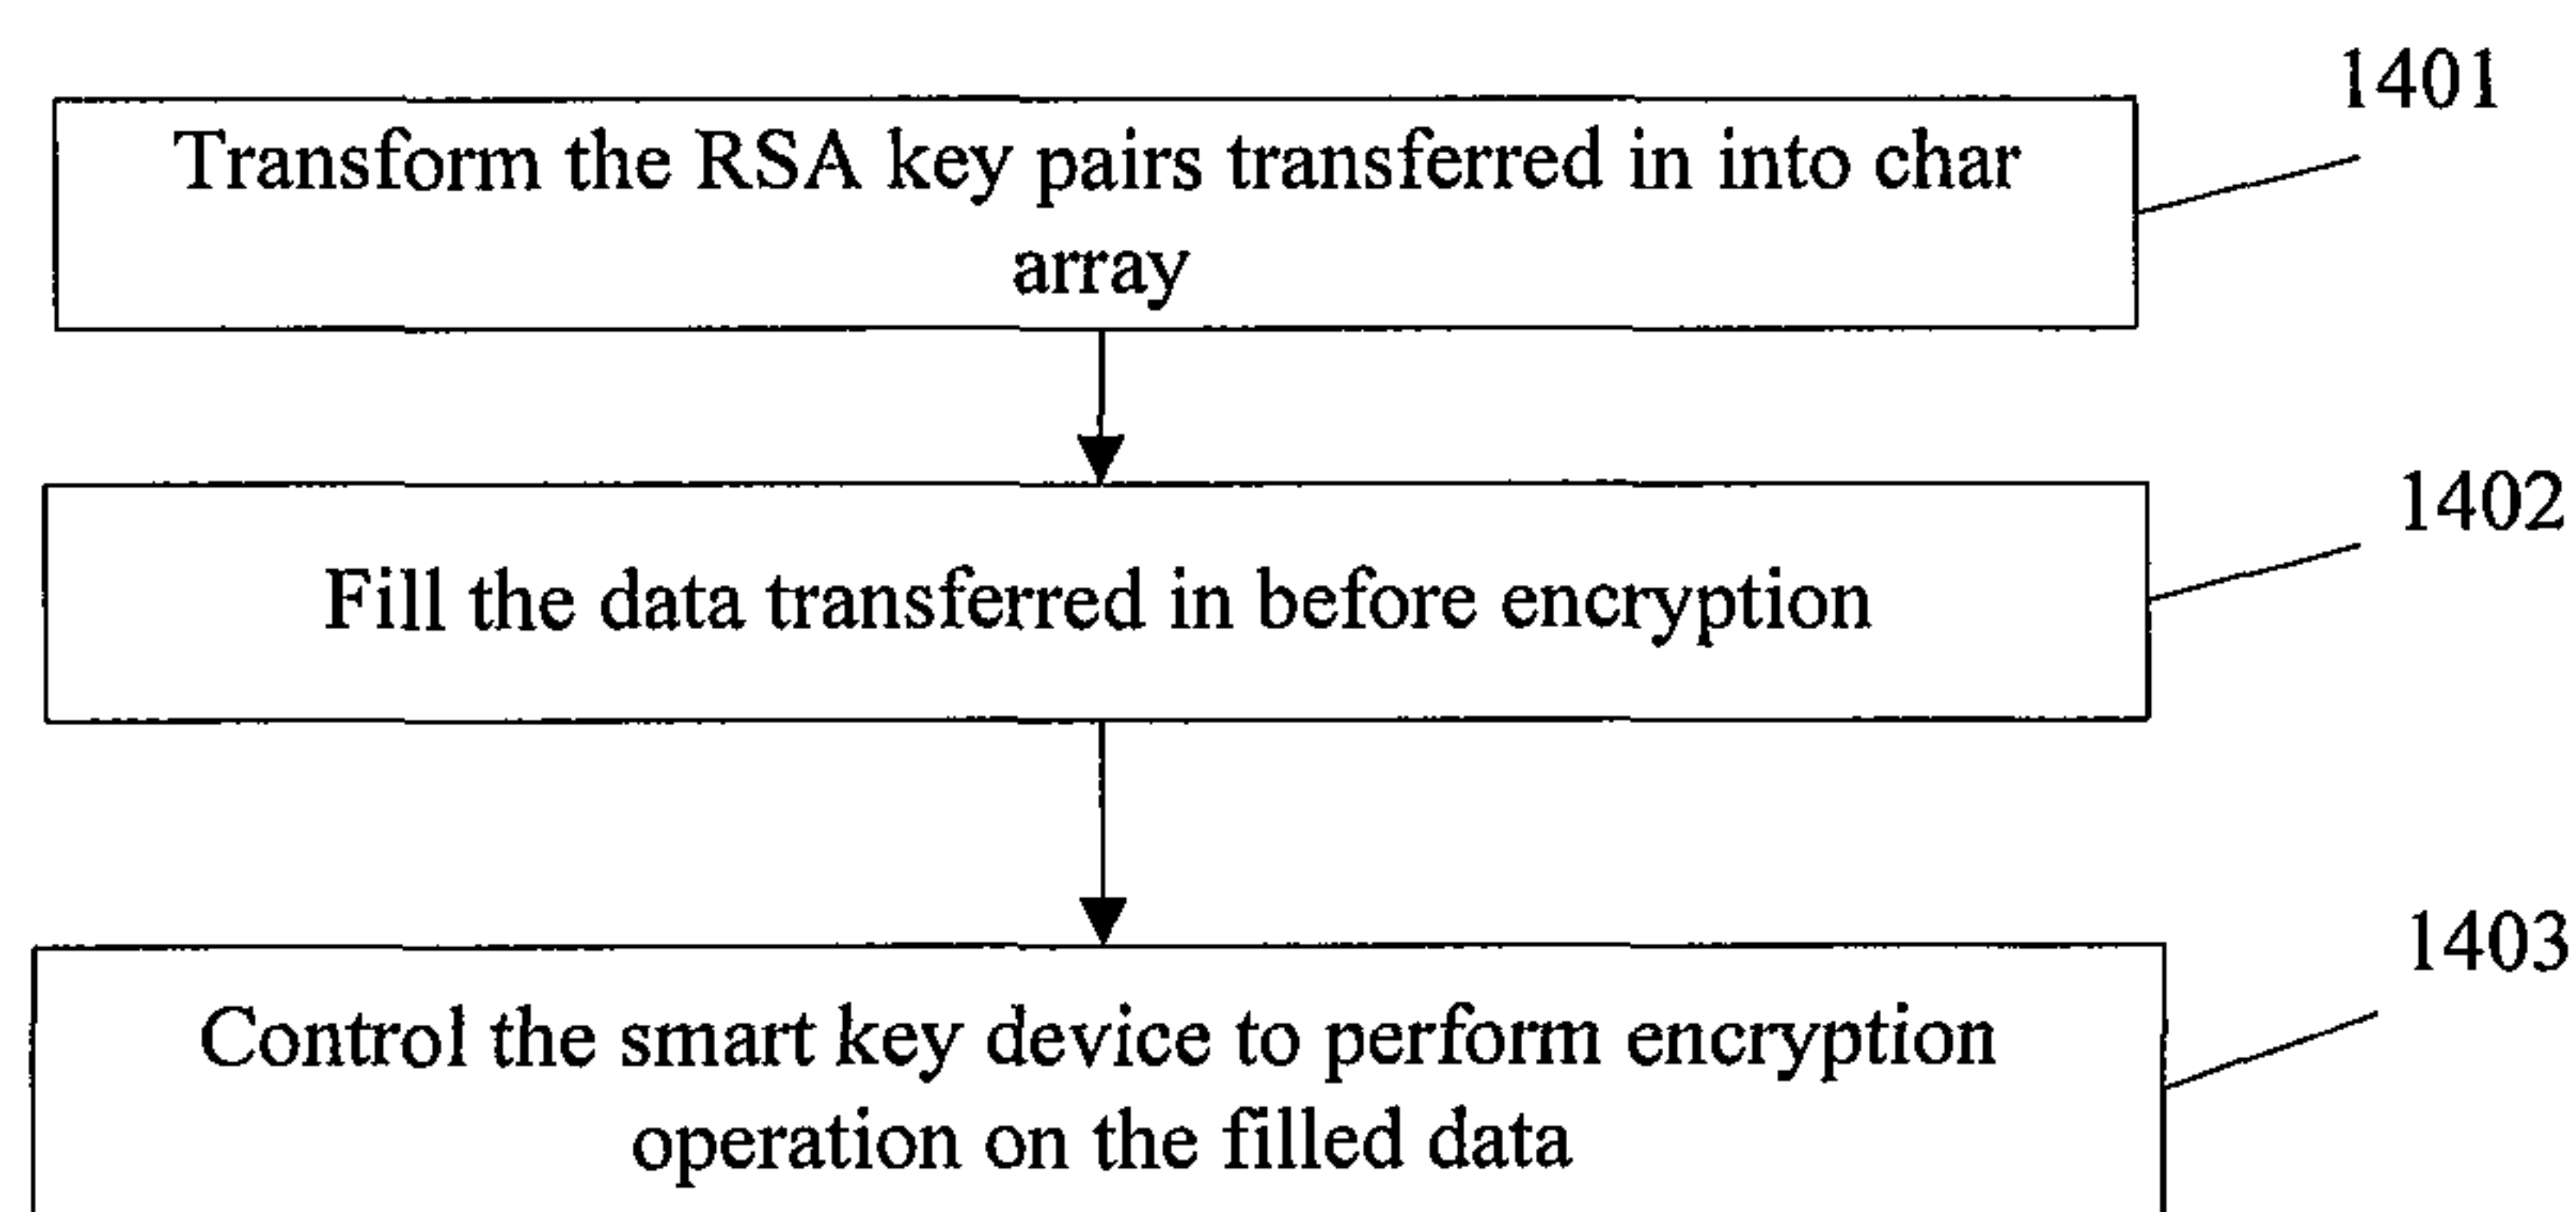 1401
Transform the RSA key pairs transferred in into char
array
1402
Fill the data transferred in before encryption
1403
Control the smart key device to perform encryption
operation on the filled data